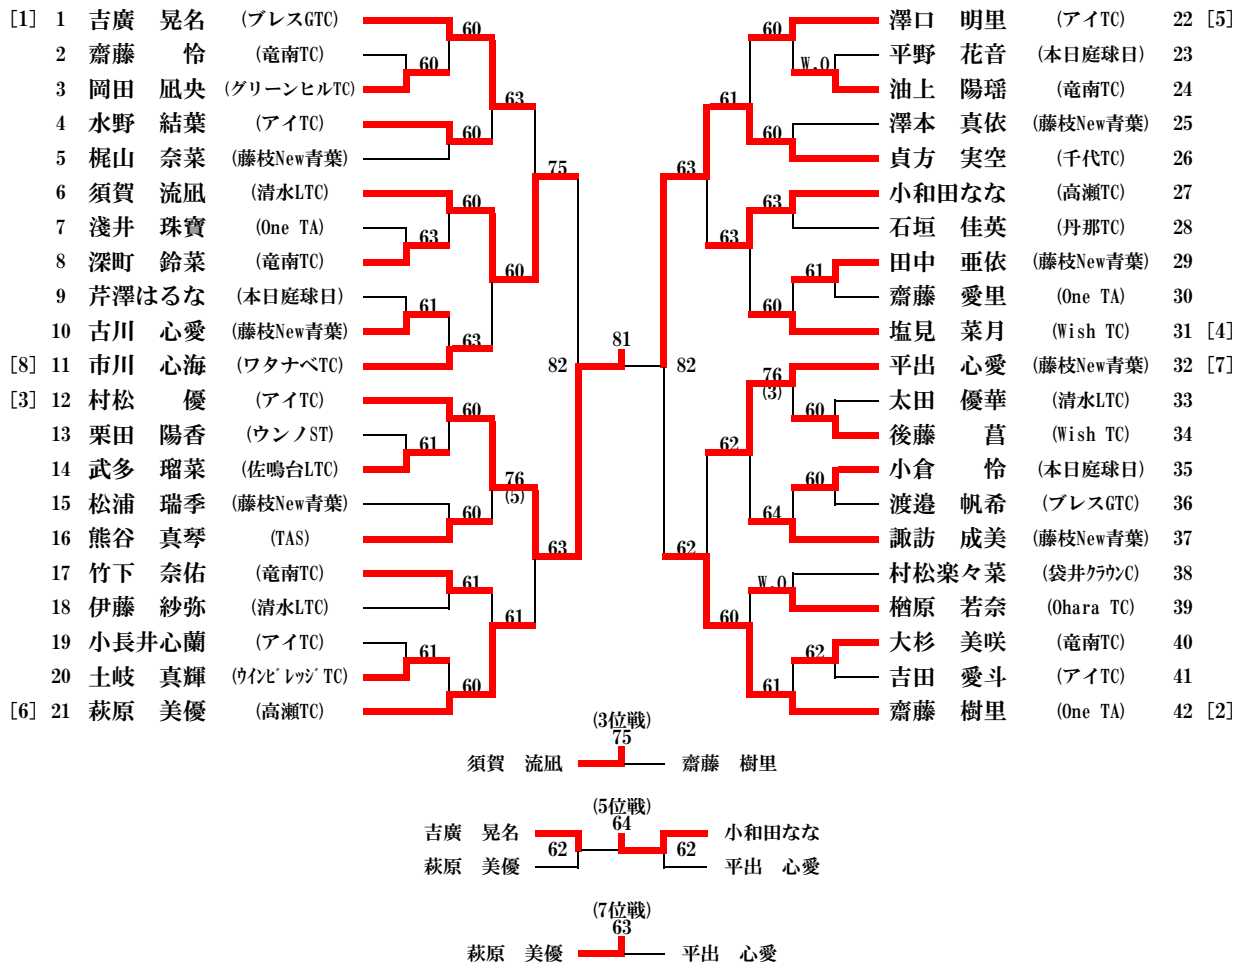 [1] 1 吉廣 晃名 (ブレスGTC)
2 齋藤 怜 (竜南TC)
3 岡田 凪央 (グリーンヒルTC)
4 水野 結葉 (アイTC)
5 梶山 奈菜 (藤枝New青葉)
6 須賀 流凪 (清水LTC)
7 淺井 珠寶 (One TA)
8 深町 鈴菜 (竜南TC)
9 芹澤はるな (本日庭球日)
10 古川 心愛 (藤枝New青葉)
[8] 11 市川 心海 (ワタナベTC)
[3] 12 村松 優 (アイTC)
13 栗田 陽香 (ウンノST)
14 武多 瑠菜 (佐鳴台LTC)
15 松浦 瑞季 (藤枝New青葉)
16 熊谷 真琴 (TAS)
17 竹下 奈佑 (竜南TC)
18 伊藤 紗弥 (清水LTC)
19 小長井心蘭 (アイTC)
20 土岐 真輝 (ウインビレッジTC)
[6] 21 萩原 美優 (高瀬TC)
60
60
63
60
75
60
63
60
61
63
82
60
61
76
(5)
60
63
61
61
61
60
81
澤口 明里 (アイTC) 22 [5]
平野 花音 (本日庭球日) 23
油上 陽瑶 (竜南TC) 24
澤本 真依 (藤枝New青葉) 25
貞方 実空 (千代TC) 26
小和田なな (高瀬TC) 27
石垣 佳英 (丹那TC) 28
田中 亜依 (藤枝New青葉) 29
齋藤 愛里 (One TA) 30
塩見 菜月 (Wish TC) 31 [4]
平出 心愛 (藤枝New青葉) 32 [7]
太田 優華 (清水LTC) 33
後藤 菖 (Wish TC) 34
小倉 怜 (本日庭球日) 35
渡邉 帆希 (ブレスGTC) 36
諏訪 成美 (藤枝New青葉) 37
村松楽々菜 (袋井クラウンC) 38
楢原 若奈 (Ohara TC) 39
大杉 美咲 (竜南TC) 40
吉田 愛斗 (アイTC) 41
齋藤 樹里 (One TA) 42 [2]
60
W.O
61
60
63
63
63
61
60
82
76
(3)
60
62
60
64
62
W.O
60
62
61
(3位戦)
75
須賀 流凪 齋藤 樹里
(5位戦)
64
吉廣 晃名 小和田なな
62 62
萩原 美優 平出 心愛
(7位戦)
63
萩原 美優 平出 心愛